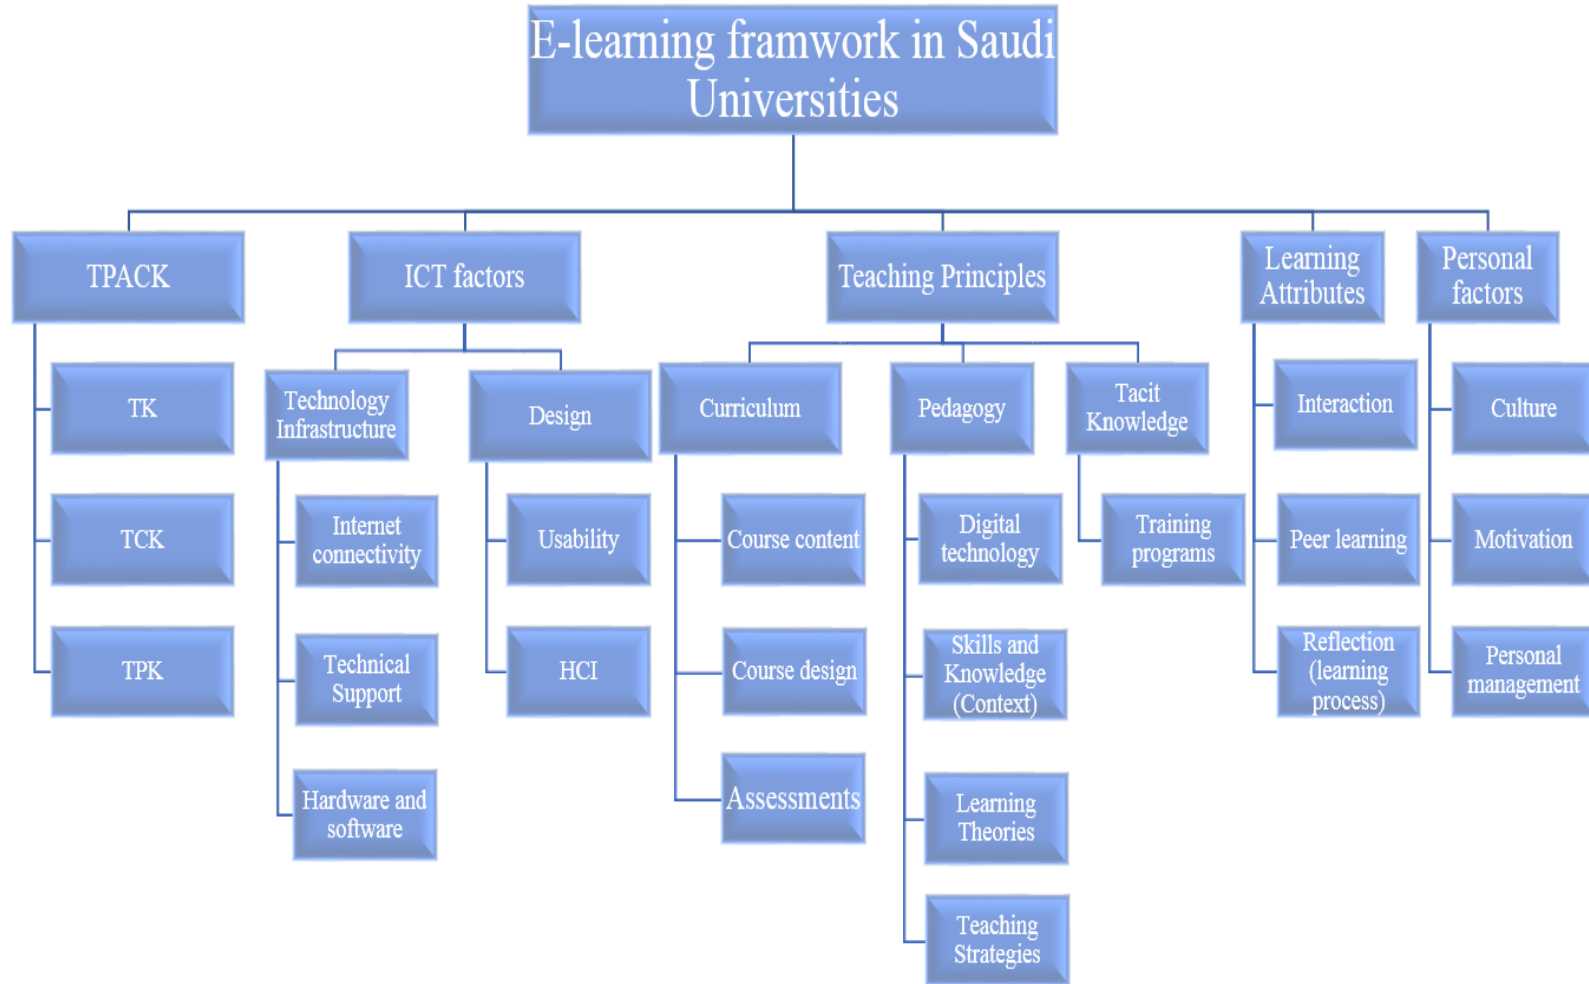 E-learning framwork in Saudi
Universities
TPACK
ICT factors
Teaching Principles
Learning
Attributes
Personal
factors
TK
TCK
TPK
Technology
Infrastructure
Internet
connectivity
Technical
Support
Hardware and
software
Design
Usability
HCI
Curriculum
Course content
Course design
Assessments
Pedagogy
Digital
technology
Skills and
Knowledge
(Context)
Learning
Theories
Teaching
Strategies
Tacit
Knowledge
Training
programs
Interaction
Peer learning
Reflection
(learning
process)
Culture
Motivation
Personal
management